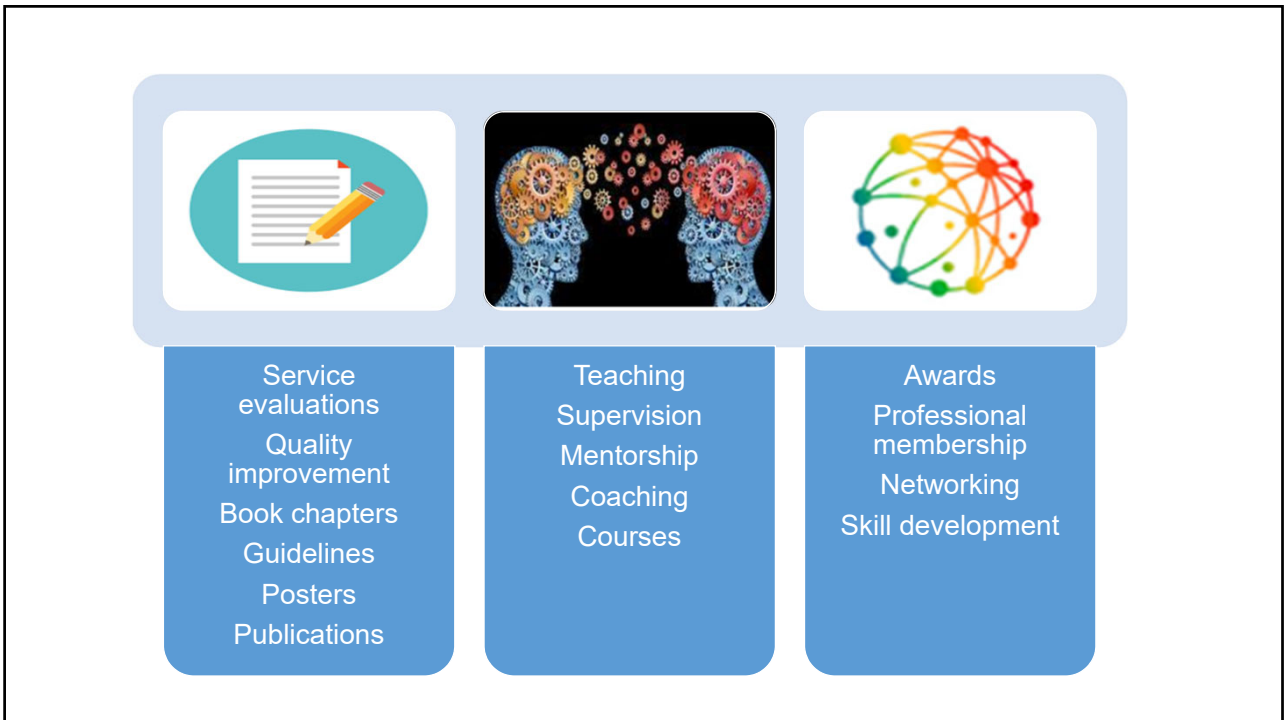 Service
evaluations
Quality
improvement
Book chapters
Guidelines
Posters
Publications
Teaching
Supervision
Mentorship
Coaching
Courses
Awards
Professional
membership
Networking
Skill development